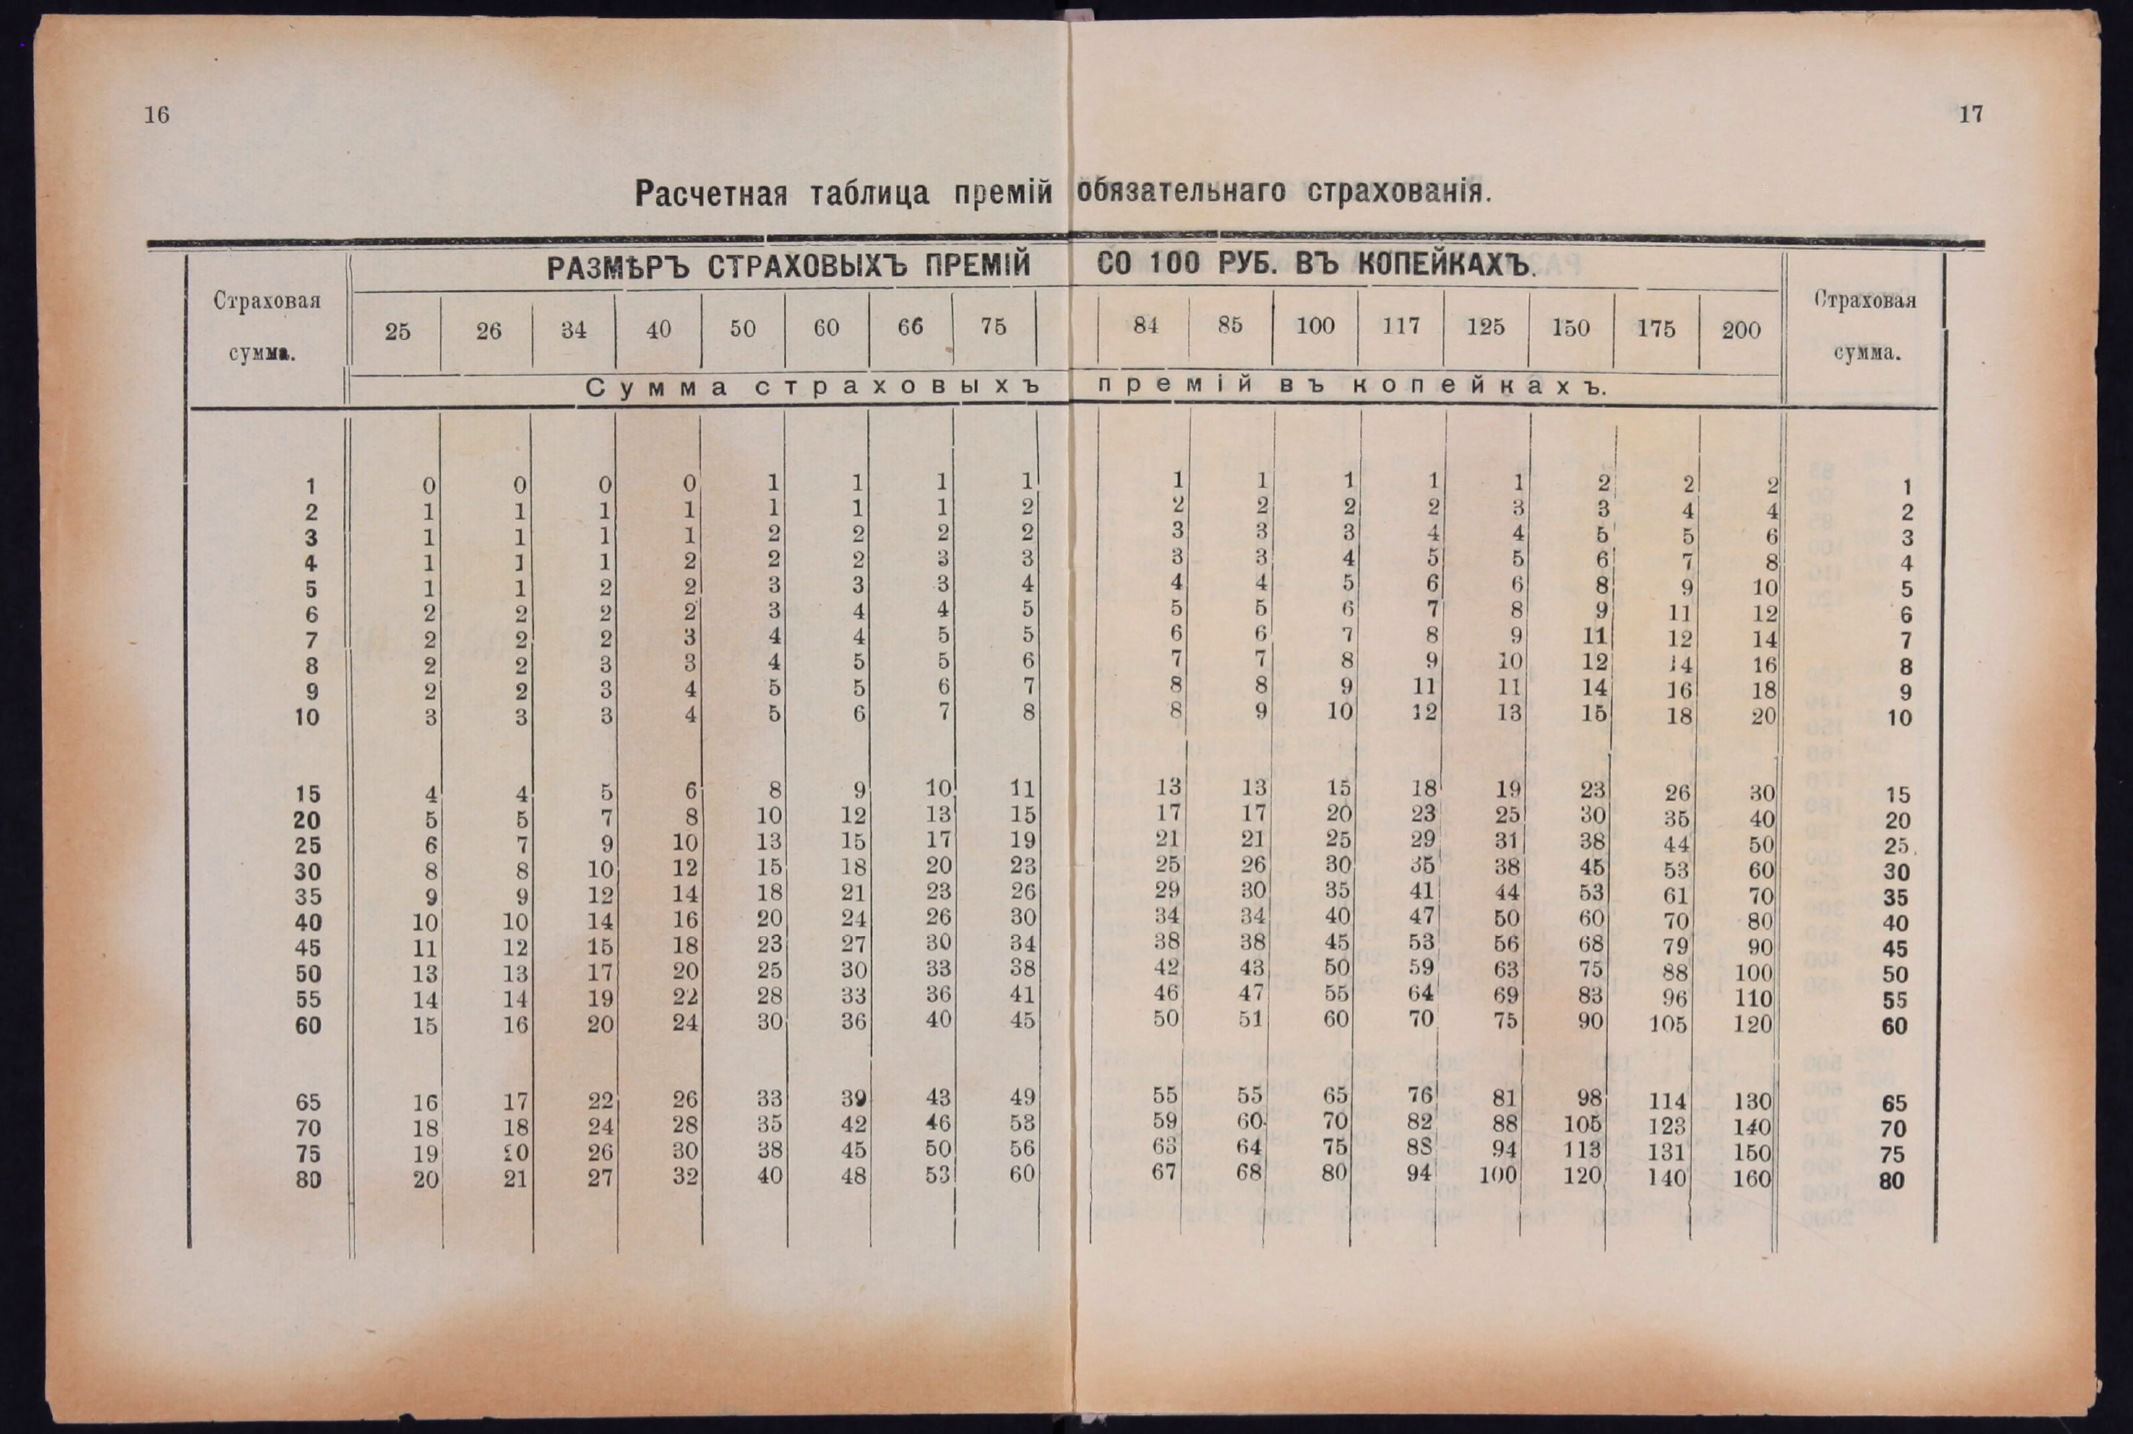 16
17
Расчетная таблица премій обязательнаго страхованія.
Страховая сумма.
РАЗМѢРЪ СТРАХОВЫХЪ ПРЕМІЙ СО 100 РУБ. ВЪ КОПЕЙКАХЪ.
Страховая сумма.
25 26 34 40 50 60 66 75 84 85 100 117 125 150 175 200
Сумма страховыхъ премій въ копейкахъ.
1 0 0 0 0 1 1 1 1 1 1 1 1 1 2 2 2 1
2 1 1 1 1 1 1 1 2 2 2 2 2 3 3 4 4 2
3 1 1 1 1 2 2 2 2 3 3 3 4 4 5 5 6 3
4 1 1 1 2 2 2 3 3 3 3 4 5 5 6 7 8 4
5 1 1 2 2 3 3 3 4 4 4 5 6 6 8 9 10 5
6 2 2 2 2 3 4 4 5 5 5 6 7 8 9 11 12 6
7 2 2 2 3 4 4 5 5 6 6 7 8 9 11 12 14 7
8 2 2 3 3 4 5 5 6 7 7 8 9 10 12 14 16 8
9 2 2 3 4 5 5 6 7 8 8 9 11 11 14 16 18 9
10 3 3 3 4 5 6 7 8 8 9 10 12 13 15 18 20 10
15 4 4 5 6 8 9 10 11 13 13 15 18 19 23 26 30 15
20 5 5 7 8 10 12 13 15 17 17 20 23 25 30 35 40 20
25 6 7 9 10 13 15 17 19 21 21 25 29 31 38 44 50 25
30 8 8 10 12 15 18 20 23 25 26 30 35 38 45 53 60 30
35 9 9 12 14 18 21 23 26 29 30 35 41 44 53 61 70 35
40 10 10 14 16 20 24 26 30 34 34 40 47 50 60 70 80 40
45 11 12 15 18 23 27 30 34 38 38 45 53 56 68 79 90 45
50 13 13 17 20 25 30 33 38 42 43 50 59 63 75 88 100 50
55 14 14 19 22 28 33 36 41 46 47 55 64 69 83 96 110 55
60 15 16 20 24 30 36 40 45 50 51 60 70 75 90 105 120 60
65 16 17 22 26 33 39 43 49 55 55 65 76 81 98 114 130 65
70 18 18 24 28 35 42 46 53 59 60 70 82 88 105 123 140 70
75 19 20 26 30 38 45 50 56 63 64 75 88 94 113 131 150 75
80 20 21 27 32 40 48 53 60 67 68 80 94 100 120 140 160 80